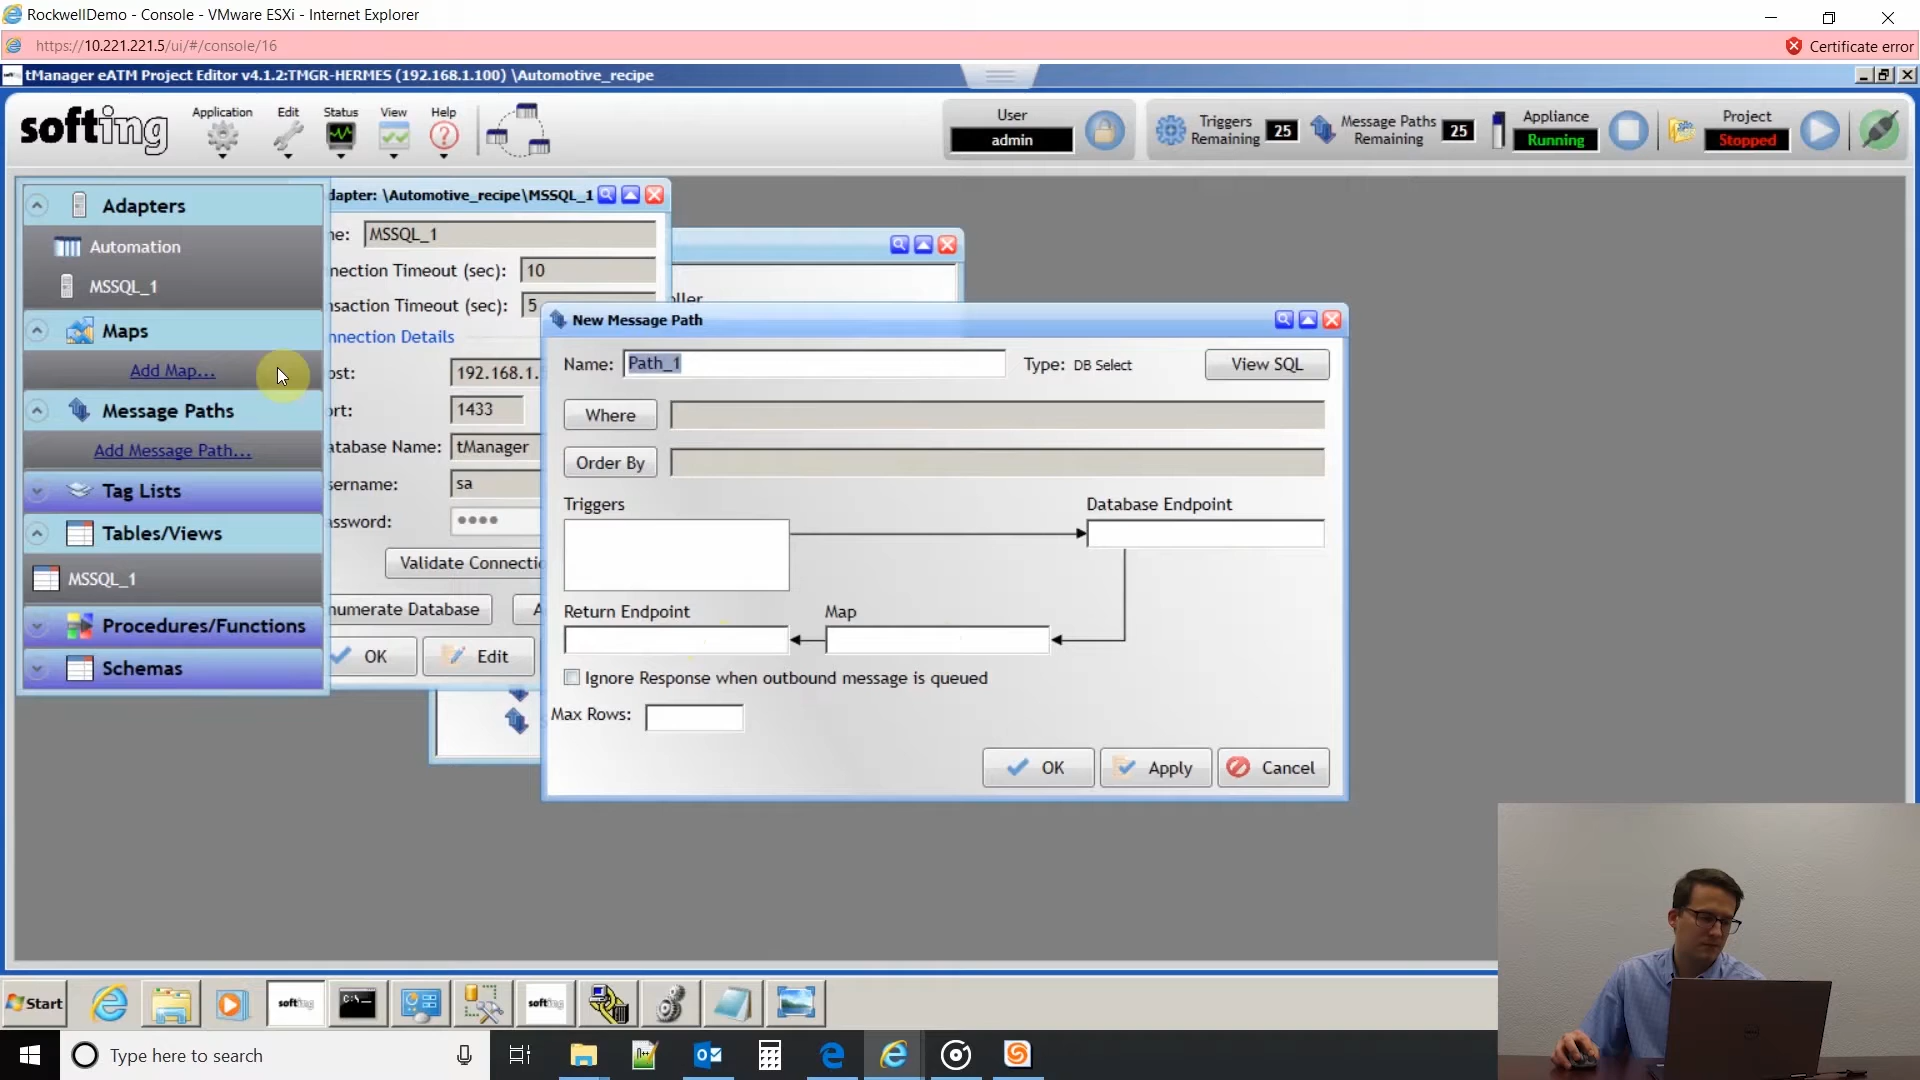 RockwellDemo - Console - VMware ESXi - Internet Explorer
https://10.221.221.5/ui/#/console/16
Certificate error
tManager eATM Project Editor v4.1.2:TMGR-HERMES (192.168.1.100) \Automotive_recipe
softing
Application
Edit
Status
View
Help
User
admin
Triggers
Remaining
25
Message Paths
Remaining
25
Appliance
Running
Project
Stopped
Adapters
Automation
MSSQL_1
Maps
Add Map...
Message Paths
Add Message Path...
Tag Lists
Tables/Views
MSSQL_1
Procedures/Functions
Schemas
dapter: \Automotive_recipe\MSSQL_1
ne: MSSQL_1
nection Timeout (sec): 10
nsaction Timeout (sec): 5
nnection Details
ost: 192.168.1.
ort: 1433
atabase Name: tManager
sername: sa
assword:
Validate Connectio
numerate Database
A
OK
Edit
ller
New Message Path
Name: Path_1
Type: DB Select
View SQL
Where
Order By
Triggers
Database Endpoint
Return Endpoint
Map
Ignore Response when outbound message is queued
Max Rows:
OK
Apply
Cancel
Start
softing
C:\_
softing
Type here to search